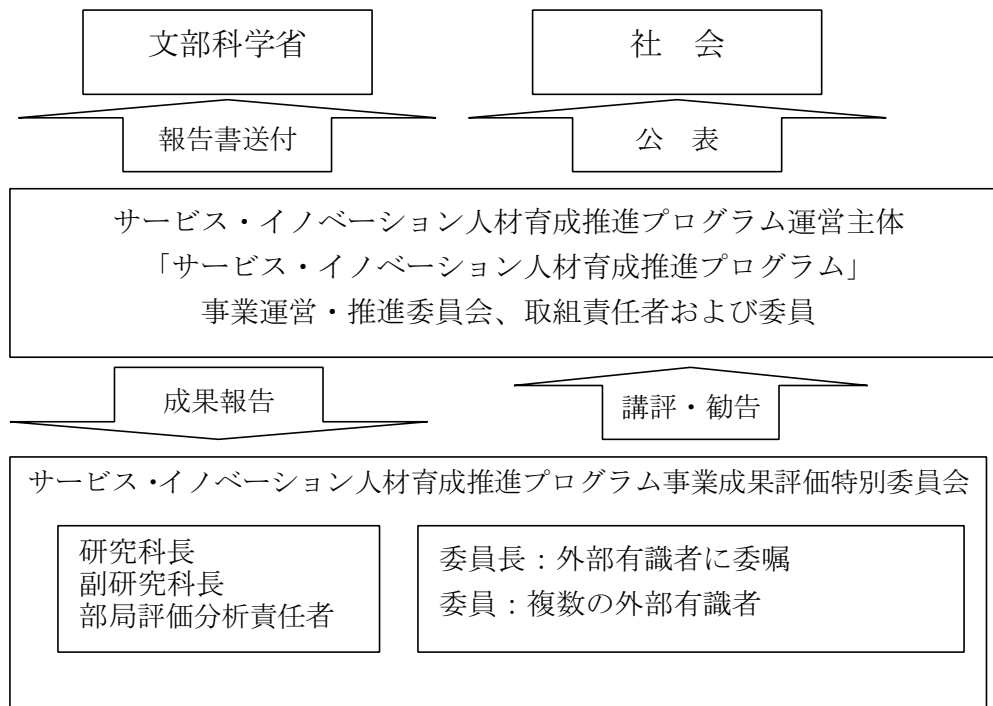 文部科学省
社 会
報告書送付
公 表
サービス・イノベーション人材育成推進プログラム運営主体
「サービス・イノベーション人材育成推進プログラム」
事業運営・推進委員会、取組責任者および委員
成果報告
講評・勧告
サービス・イノベーション人材育成推進プログラム事業成果評価特別委員会
研究科長
副研究科長
部局評価分析責任者
委員長：外部有識者に委嘱
委員：複数の外部有識者